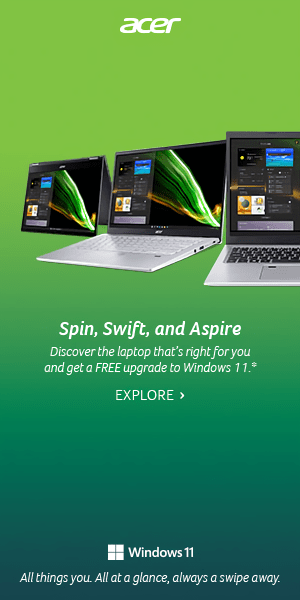 acer
Spin, Swift, and Aspire
Discover the laptop that's right for you
and get a FREE upgrade to Windows 11.*
EXPLORE ›
Windows 11
All things you. All at a glance, always a swipe away.